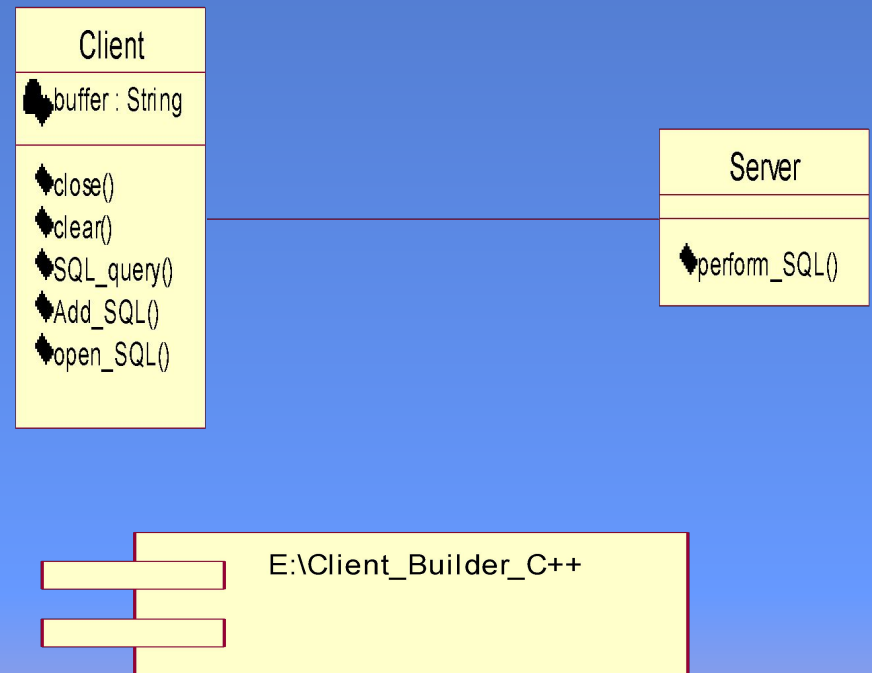 Client
buffer : String
close()
clear()
SQL_query()
Add_SQL()
open_SQL()
Server
perform_SQL()
E:\Client_Builder_C++